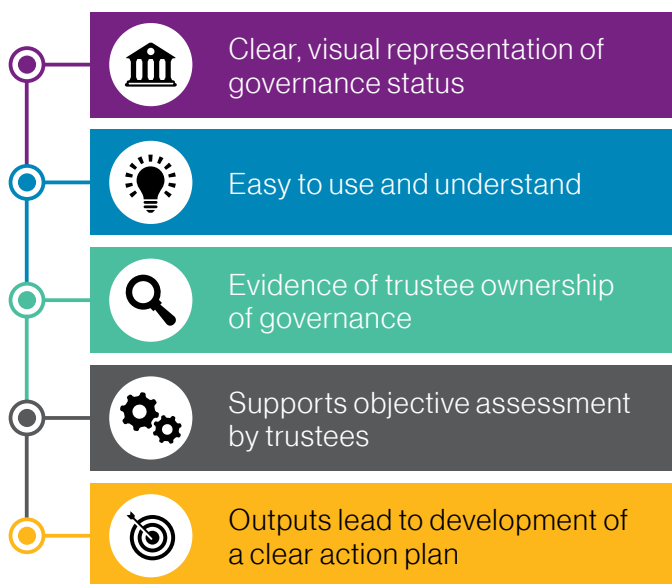 Clear, visual representation of
governance status
Easy to use and understand
Evidence of trustee ownership
of governance
Supports objective assessment
by trustees
Outputs lead to development of
a clear action plan